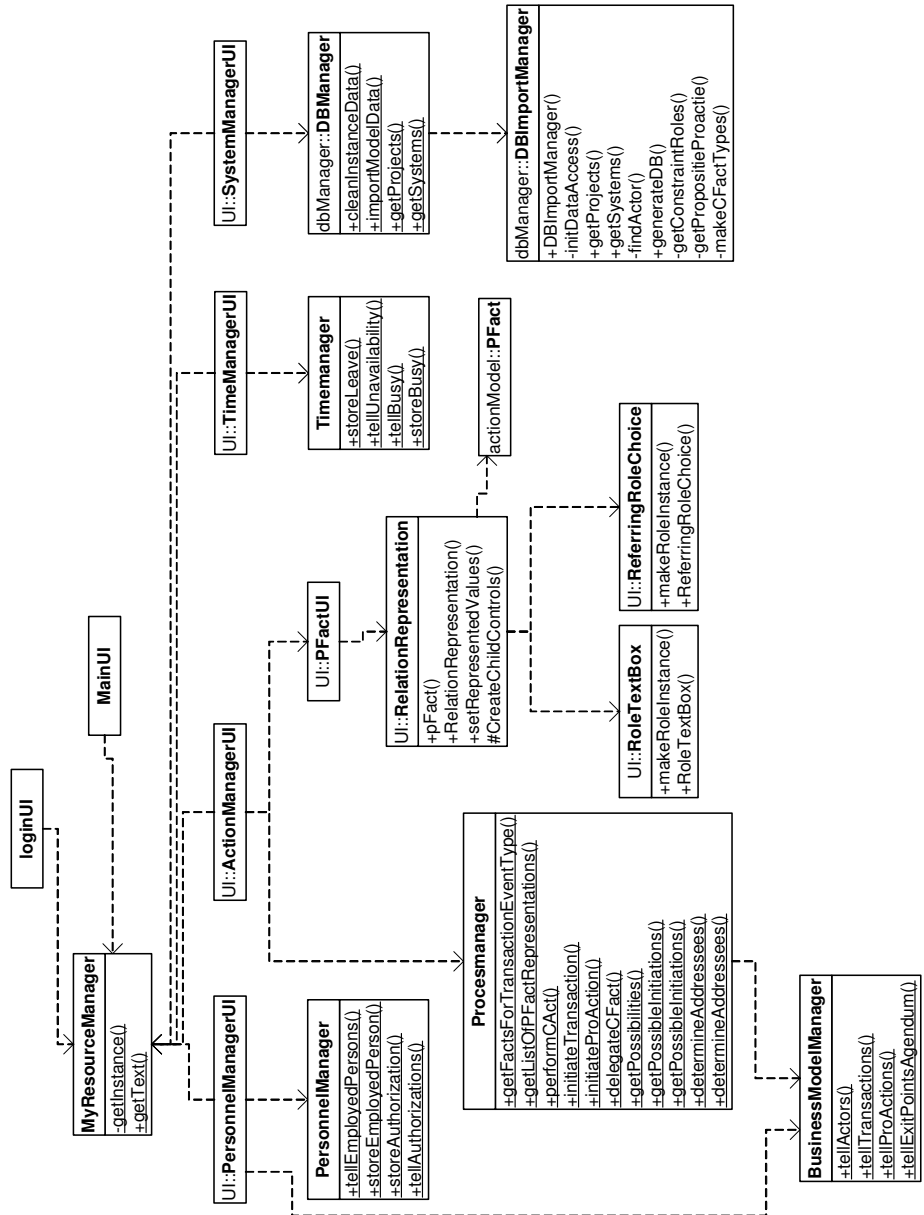 loginUI
MainUI
MyResourceManager
-getInstance()
+getText()
UI::PersonnelManagerUI
UI::ActionManagerUI
UI::TimeManagerUI
UI::SystemManagerUI
PersonnelManager
+tellEmployedPersons()
+storeEmployedPerson()
+storeAuthorization()
+tellAuthorizations()
UI::PFactUI
Timemanager
+storeLeave()
+tellUnavailability()
+tellBusy()
+storeBusy()
dbManager::DBManager
+cleanInstanceData()
+importModelData()
+getProjects()
+getSystems()
UI::RelationRepresentation
+pFact()
+RelationRepresentation()
+setRepresentedValues()
#CreateChildControls()
actionModel::PFact
Procesmanager
+getFactsForTransactionEventType()
+getListOfPFactRepresentations()
+performCAct()
+initiateTransaction()
+initiateProAction()
+delegateCFact()
+getPossibilities()
+getPossibleInitiations()
+getPossibleInitiations()
+determineAddressees()
+determineAddressees()
dbManager::DBImportManager
+DBImportManager()
-initDataAccess()
+getProjects()
+getSystems()
-findActor()
+generateDB()
-getConstraintRoles()
-getPropositieProactie()
-makeCFactTypes()
UI::RoleTextBox
+makeRoleInstance()
+RoleTextBox()
UI::ReferringRoleChoice
+makeRoleInstance()
+ReferringRoleChoice()
BusinessModelManager
+tellActors()
+tellTransactions()
+tellProActions()
+tellExitPointsAgendum()